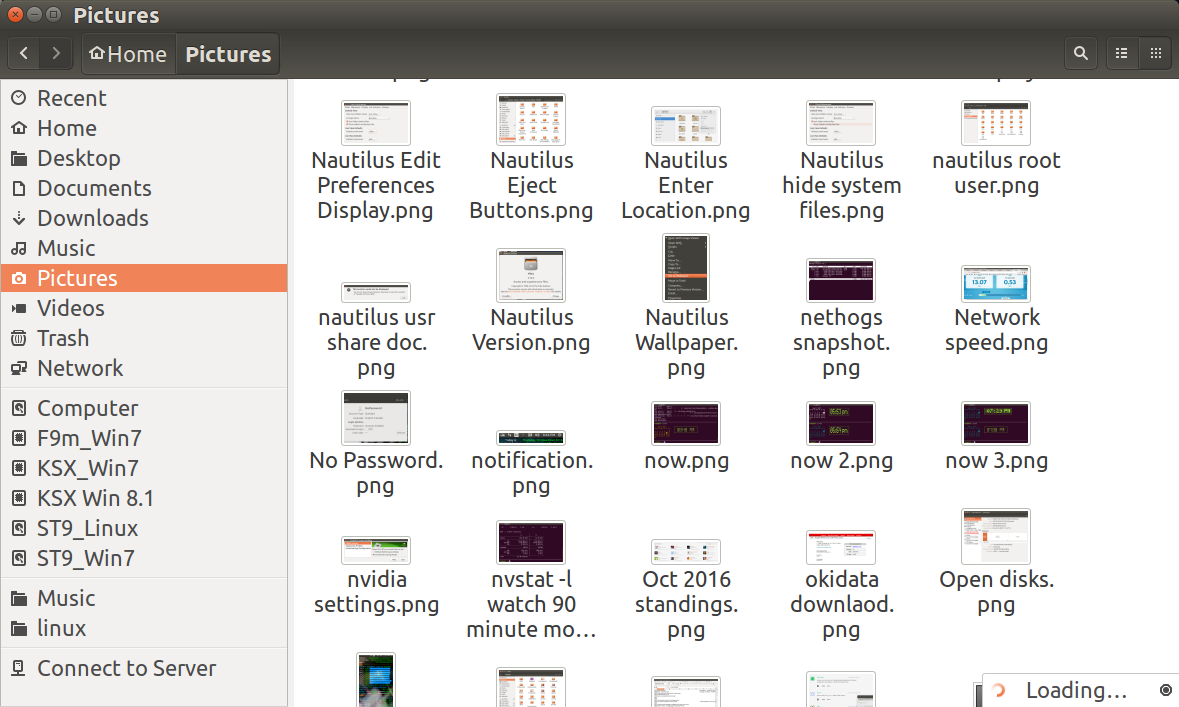 Pictures
Home
Pictures
Recent
Home
Desktop
Documents
Downloads
Music
Pictures
Videos
Trash
Network
Computer
F9m_Win7
KSX_Win7
KSX Win 8.1
ST9_Linux
ST9_Win7
Music
linux
Connect to Server
Nautilus Edit
Preferences
Display.png
Nautilus
Eject
Buttons.png
Nautilus
Enter
Location.png
Nautilus
hide system
files.png
nautilus root
user.png
nautilus usr
share doc.
png
Nautilus
Version.png
Nautilus
Wallpaper.
png
nethogs
snapshot.
png
13.07
0.53
Network
speed.png
No Password.
png
notification.
png
now.png
now 2.png
now 3.png
nvidia
settings.png
nvstat -l
watch 90
minute mo…
Oct 2016
standings.
png
okidata
downlaod.
png
Open disks.
png
Loading...